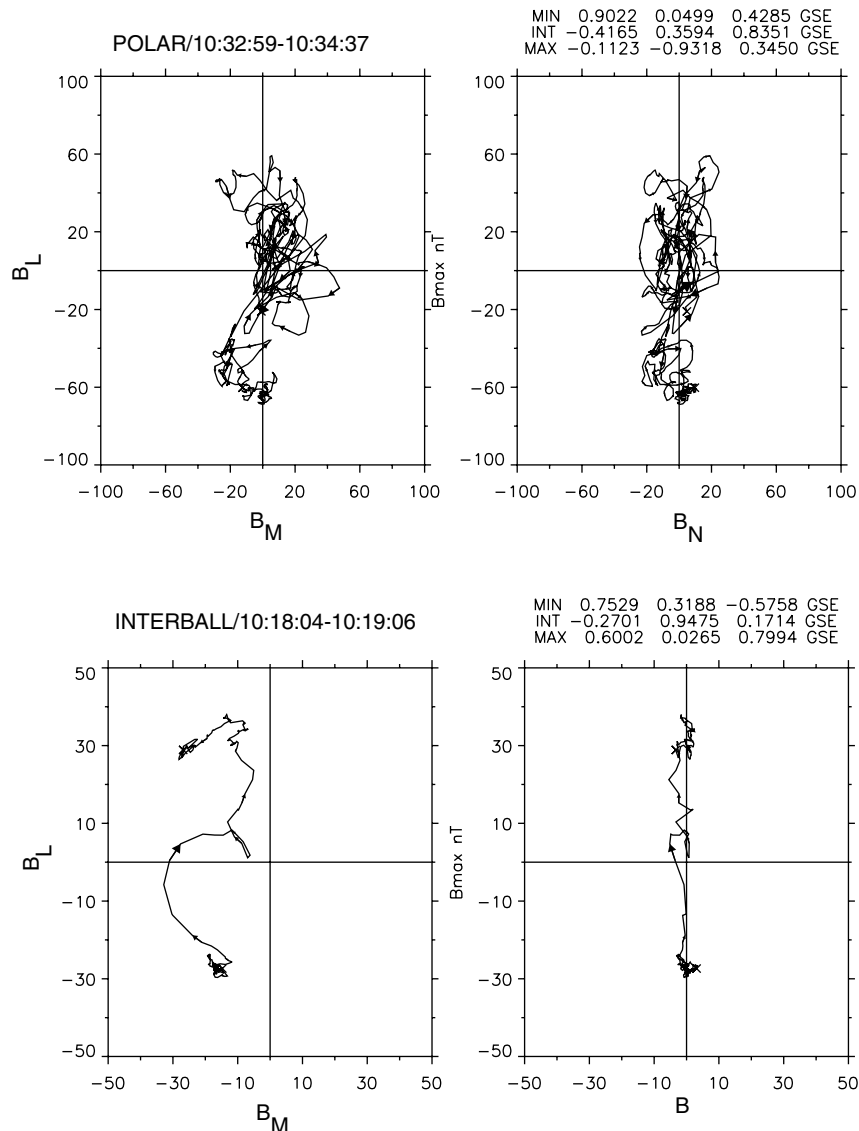 POLAR/10:32:59-10:34:37
MIN 0.9022 0.0499 0.4285 GSE
INT −0.4165 0.3594 0.8351 GSE
MAX −0.1123 −0.9318 0.3450 GSE
100
60
20
−20
−60
−100
B_L
−100 −60 −20 20 60 100
B_M
100
60
20
−20
−60
−100
Bmax nT
−100 −60 −20 20 60 100
B_N
INTERBALL/10:18:04-10:19:06
MIN 0.7529 0.3188 −0.5758 GSE
INT −0.2701 0.9475 0.1714 GSE
MAX 0.6002 0.0265 0.7994 GSE
50
30
10
−10
−30
−50
B_L
−50 −30 −10 10 30 50
B_M
50
30
10
−10
−30
−50
Bmax nT
−50 −30 −10 10 30 50
B